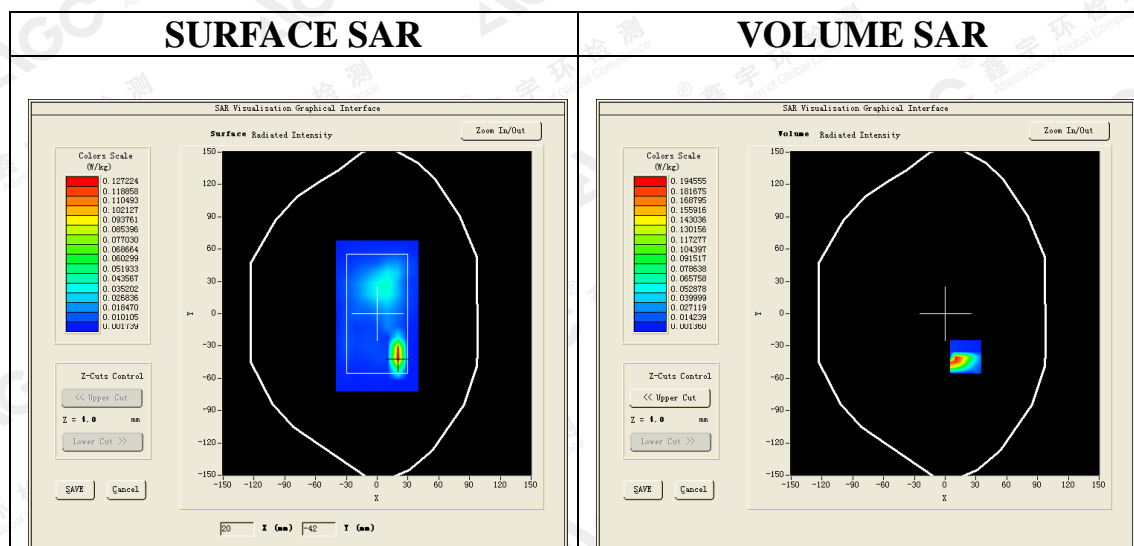 SURFACE SAR
VOLUME SAR
SAR Visualisation Graphical Interface
Surface Radiated Intensity
Zoom In/Out
Colors Scale
(W/kg)
0.127224
0.118858
0.110493
0.102127
0.093761
0.085396
0.077030
0.068664
0.060299
0.051933
0.043567
0.035202
0.026836
0.018470
0.010105
0.001739
Z-Cuts Control
<< Upper Cut
Z = 4.0 mm
Lower Cut >>
SAVE
Cancel
150
120
90
60
30
0
-30
-60
-90
-120
-150
Y
-150 -120 -90 -60 -30 0 30 60 90 120 150
X
20 X (mm) -42 Y (mm)
SAR Visualisation Graphical Interface
Volume Radiated Intensity
Zoom In/Out
Colors Scale
(W/kg)
0.194555
0.181675
0.168795
0.155916
0.143036
0.130156
0.117277
0.104397
0.091517
0.078638
0.065758
0.052878
0.039999
0.027119
0.014239
0.001360
Z-Cuts Control
<< Upper Cut
Z = 4.0 mm
Lower Cut >>
SAVE
Cancel
150
120
90
60
30
0
-30
-60
-90
-120
-150
Y
-150 -120 -90 -60 -30 0 30 60 90 120 150
X